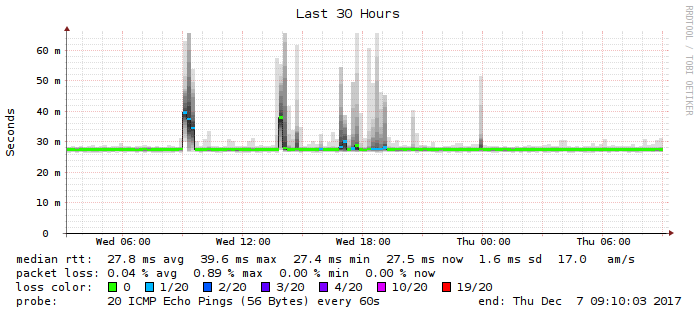 Last 30 Hours
RRDTOOL / TOBI OETIKER
Seconds
60 m
50 m
40 m
30 m
20 m
10 m
0
Wed 06:00 Wed 12:00 Wed 18:00 Thu 00:00 Thu 06:00
median rtt: 27.8 ms avg 39.6 ms max 27.4 ms min 27.5 ms now 1.6 ms sd 17.0 am/s
packet loss: 0.04 % avg 0.89 % max 0.00 % min 0.00 % now
loss color: 0 1/20 2/20 3/20 4/20 10/20 19/20
probe: 20 ICMP Echo Pings (56 Bytes) every 60s end: Thu Dec 7 09:10:03 2017